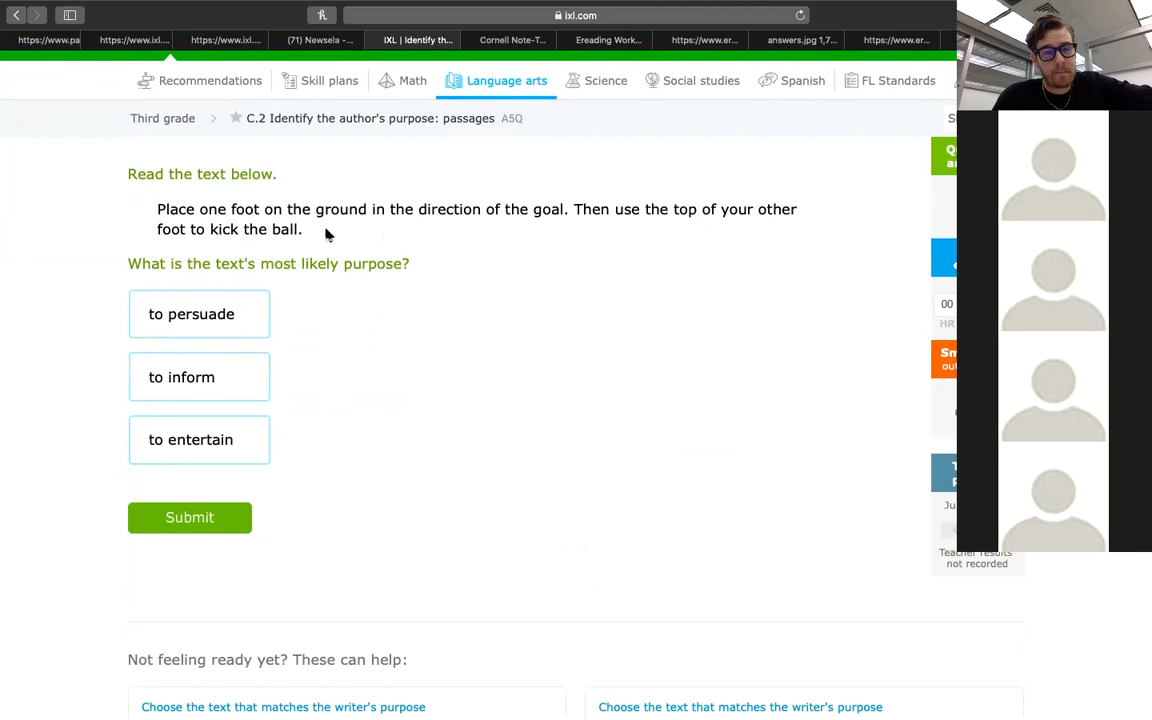 ixl.com
https://www.pa
https://www.ixl....
https://www.ixl....
(71) Newsela -...
IXL | Identify th...
Cornell Note-T...
Ereading Work...
https://www.er...
answers.jpg 1,7...
https://www.er...
Recommendations
Skill plans
Math
Language arts
Science
Social studies
Spanish
FL Standards
Third grade > C.2 Identify the author's purpose: passages A5Q
Read the text below.
Place one foot on the ground in the direction of the goal. Then use the top of your other
foot to kick the ball.
What is the text's most likely purpose?
to persuade
to inform
to entertain
Submit
00
HR
Sm
out
Ju
Teacher results
not recorded
Not feeling ready yet? These can help:
Choose the text that matches the writer's purpose
Choose the text that matches the writer's purpose